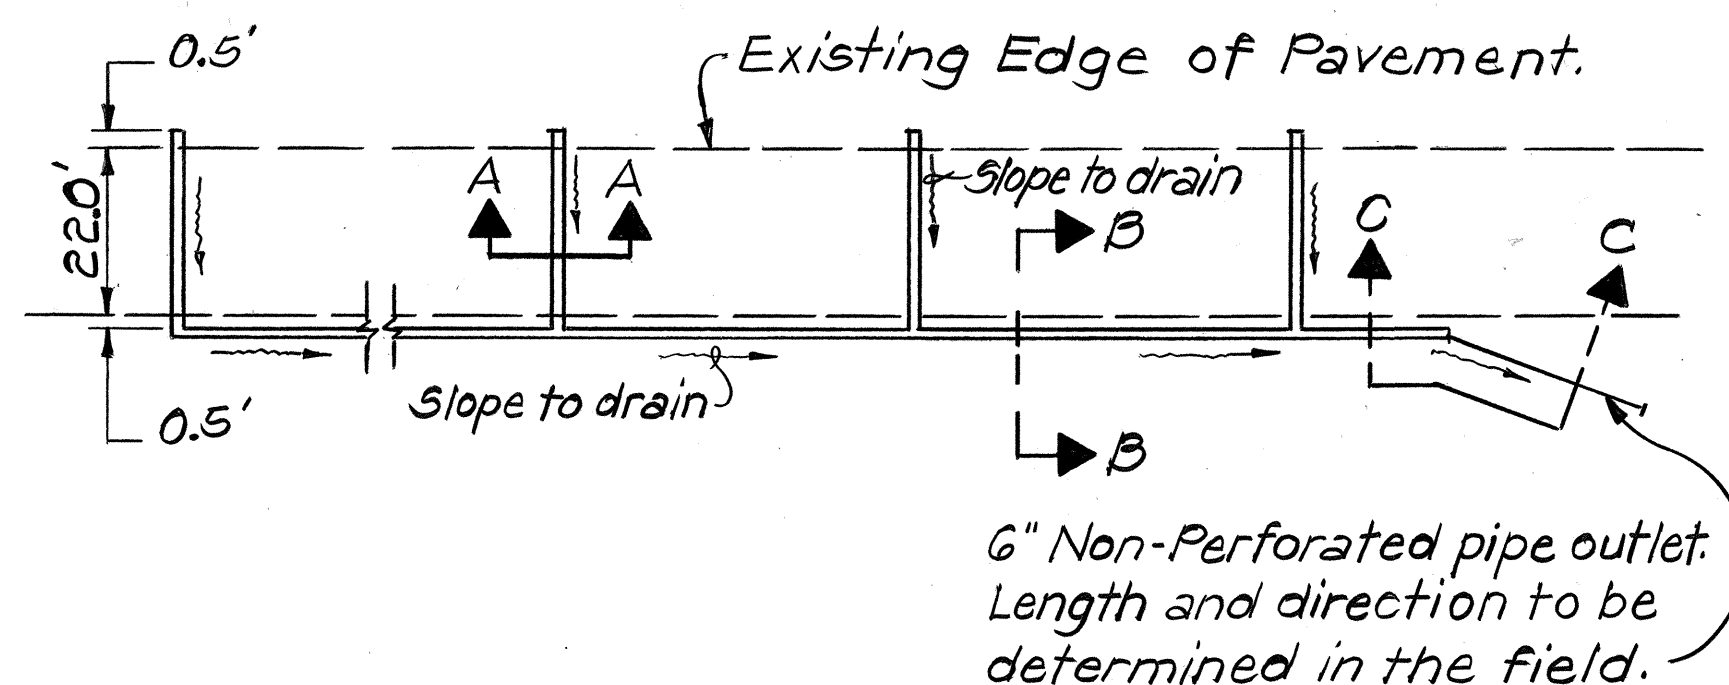 0.5'
Existing Edge of Pavement.
22.0'
A A
Slope to drain
B
C
C
Slope to drain
0.5'
B
6" Non-Perforated pipe outlet.
Length and direction to be
determined in the field.